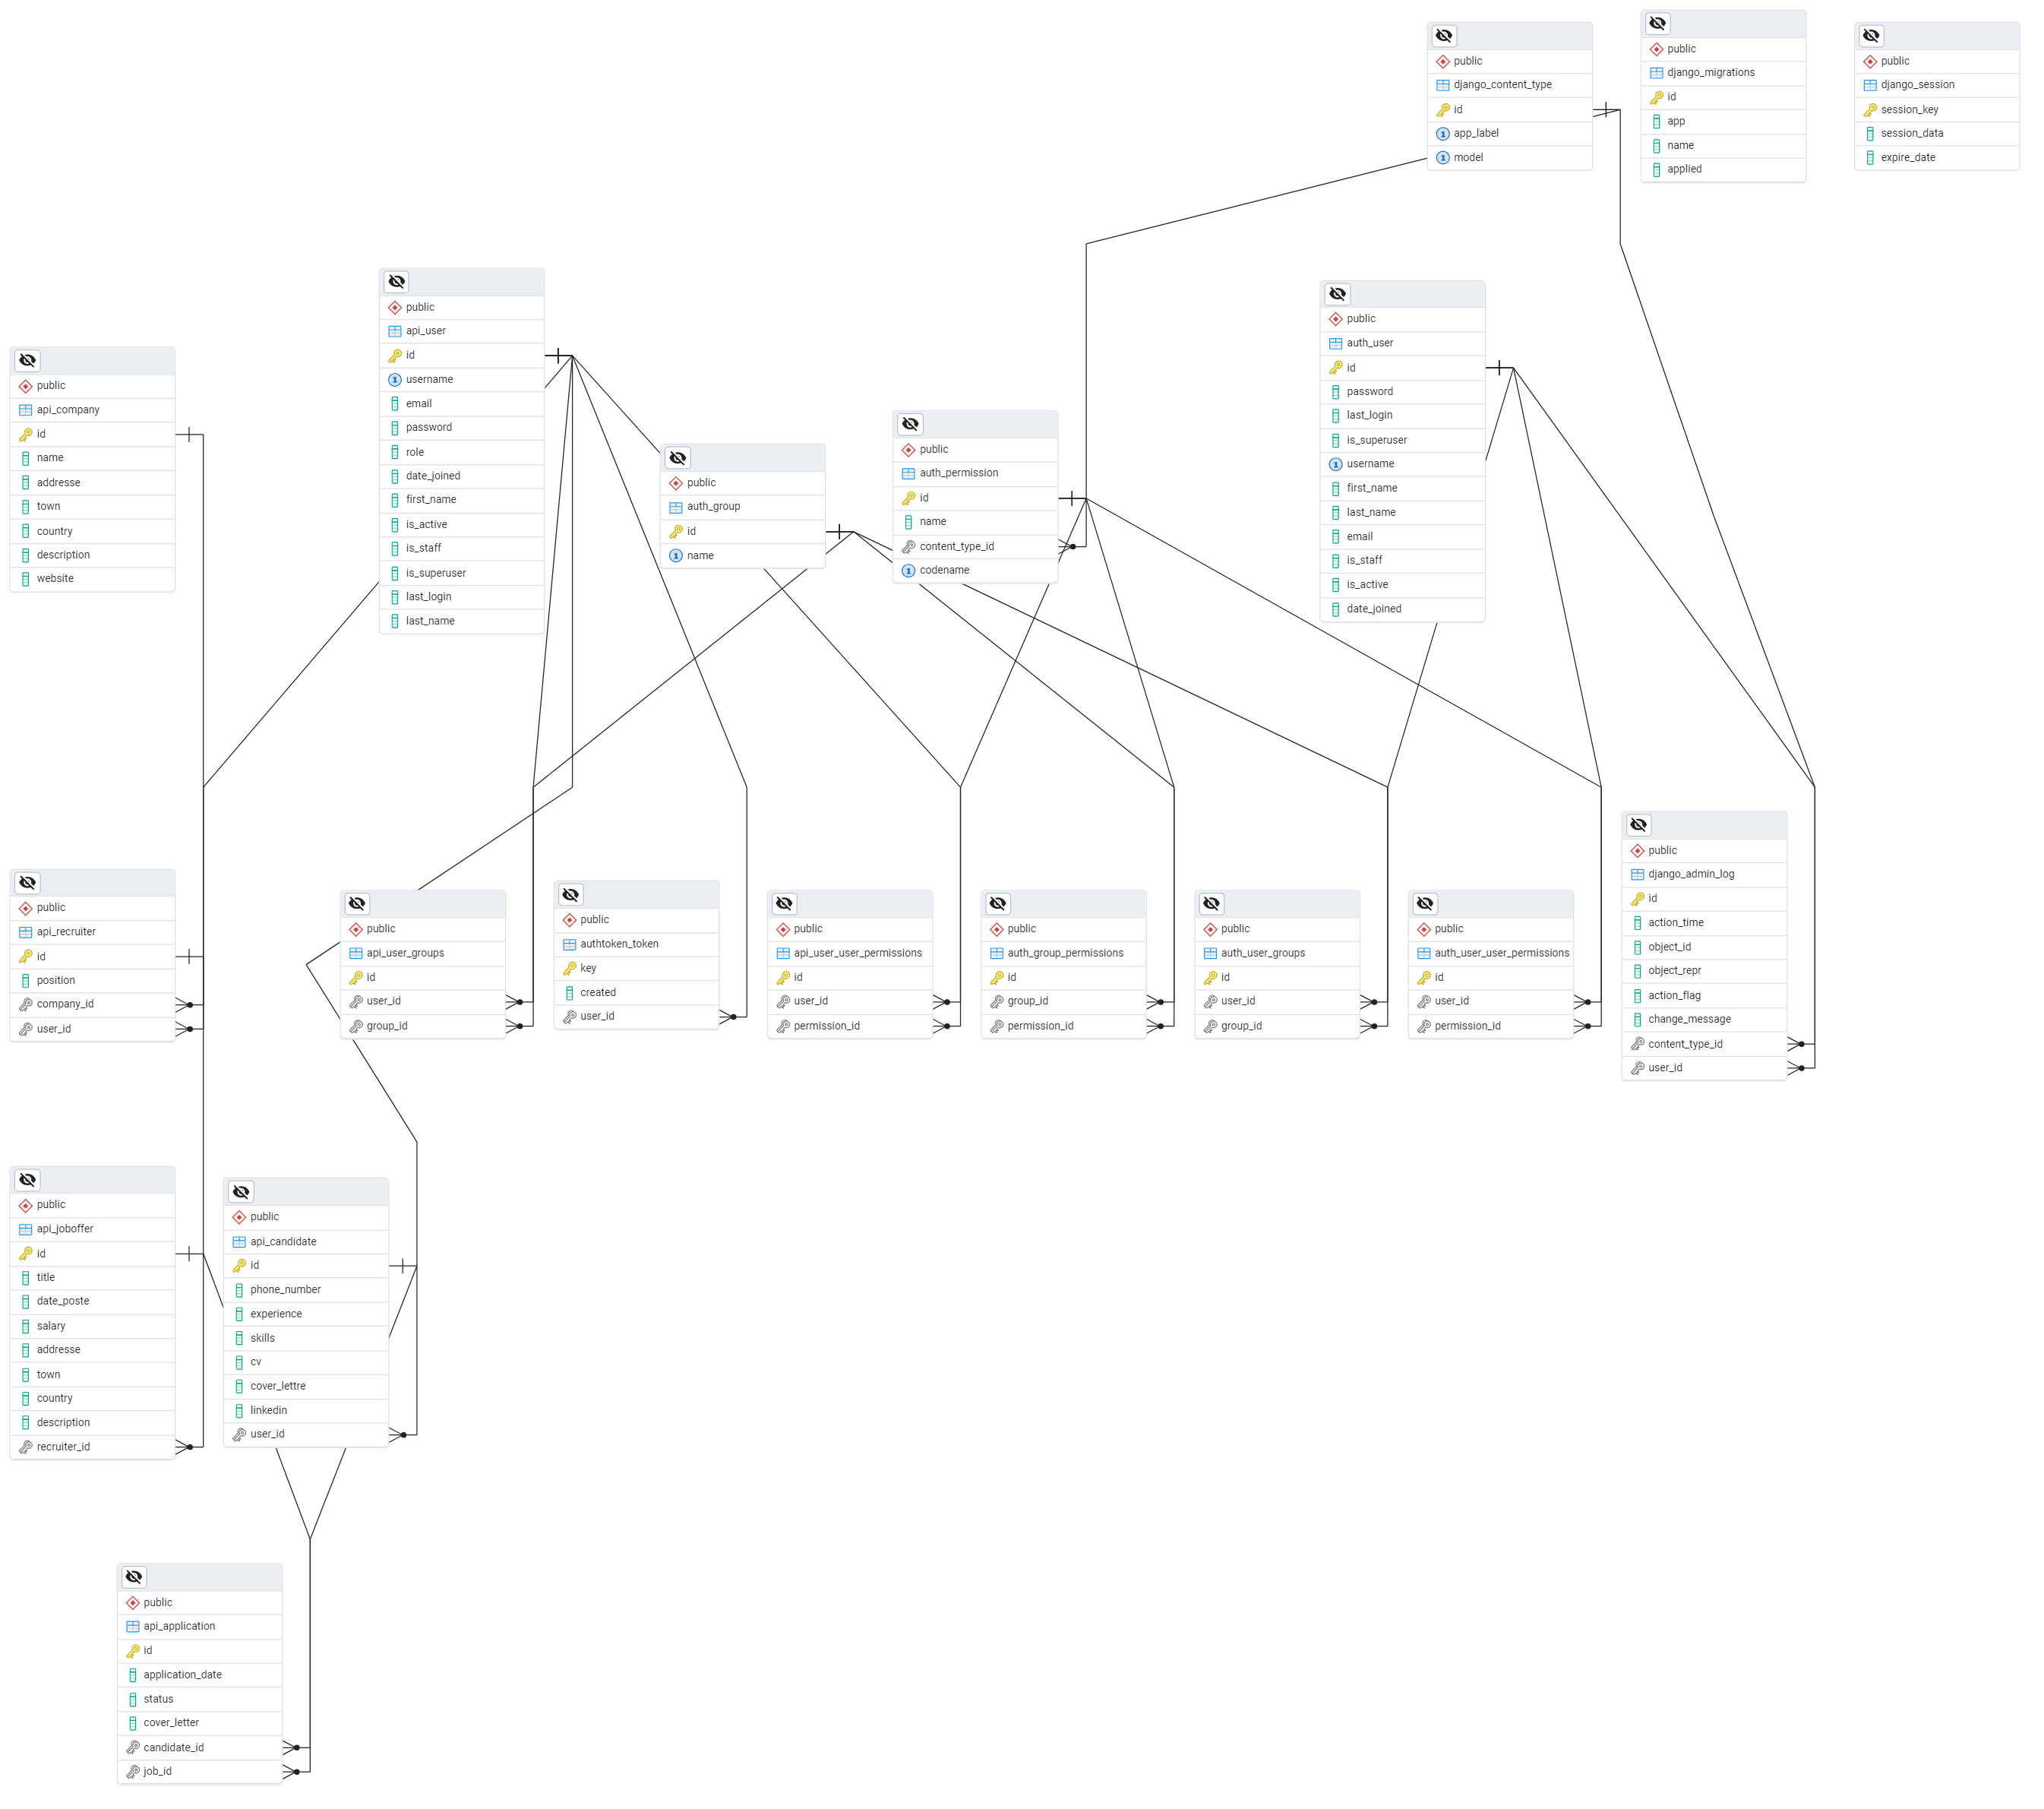 public
django_content_type
id
app_label
model
public
django_migrations
id
app
name
applied
public
django_session
session_key
session_data
expire_date
public
api_company
id
name
addresse
town
country
description
website
public
api_user
id
username
email
password
role
date_joined
first_name
is_active
is_staff
is_superuser
last_login
last_name
public
auth_group
id
name
public
auth_permission
id
name
content_type_id
codename
public
auth_user
id
password
last_login
is_superuser
username
first_name
last_name
email
is_staff
is_active
date_joined
public
api_recruiter
id
position
company_id
user_id
public
api_user_groups
id
user_id
group_id
public
authtoken_token
key
created
user_id
public
api_user_user_permissions
id
user_id
permission_id
public
auth_group_permissions
id
group_id
permission_id
public
auth_user_groups
id
user_id
group_id
public
auth_user_user_permissions
id
user_id
permission_id
public
django_admin_log
id
action_time
object_id
object_repr
action_flag
change_message
content_type_id
user_id
public
api_joboffer
id
title
date_poste
salary
addresse
town
country
description
recruiter_id
public
api_candidate
id
phone_number
experience
skills
cv
cover_lettre
linkedin
user_id
public
api_application
id
application_date
status
cover_letter
candidate_id
job_id